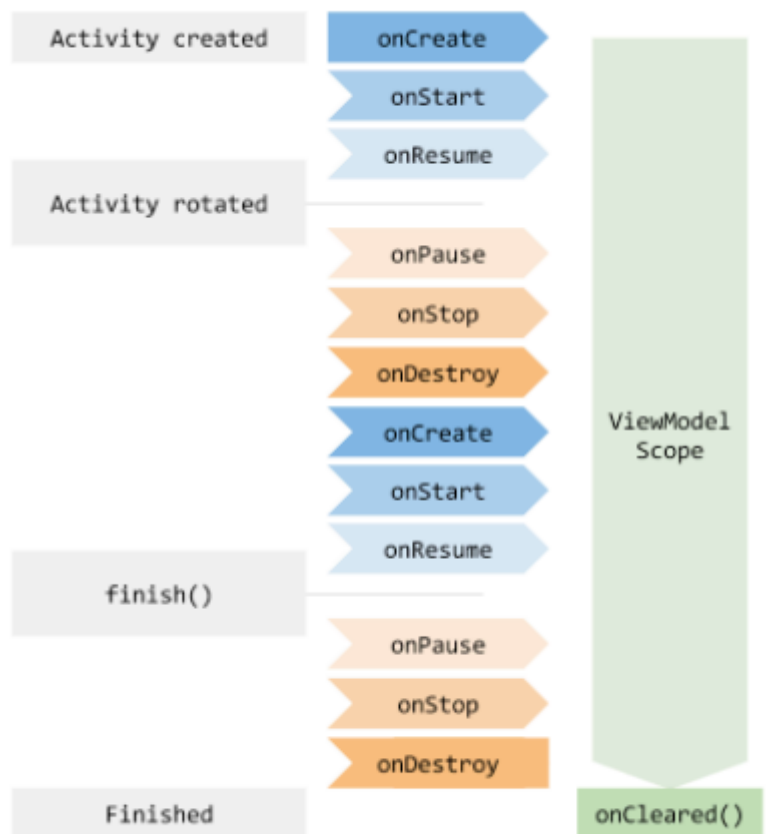 Activity created
onCreate
onStart
onResume
Activity rotated
onPause
onStop
onDestroy
onCreate
ViewModel
Scope
onStart
onResume
finish()
onPause
onStop
onDestroy
Finished
onCleared()